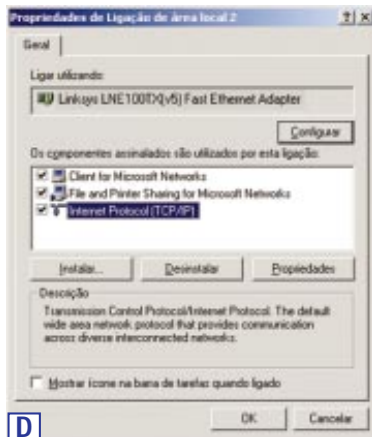 Propriedades de Ligação de área local 2
Geral
Ligar utilizando:
Linksys LNE100TX(v5) Fast Ethernet Adapter
Configurar
Os componentes assinalados são utilizados por esta ligação:
Client for Microsoft Networks
File and Printer Sharing for Microsoft Networks
Internet Protocol (TCP/IP)
Instalar... Desinstalar Propriedades
Descrição
Transmission Control Protocol/Internet Protocol. The default
wide area network protocol that provides communication
across diverse interconnected networks.
Mostrar ícone na barra de tarefas quando ligado
OK Cancelar
D